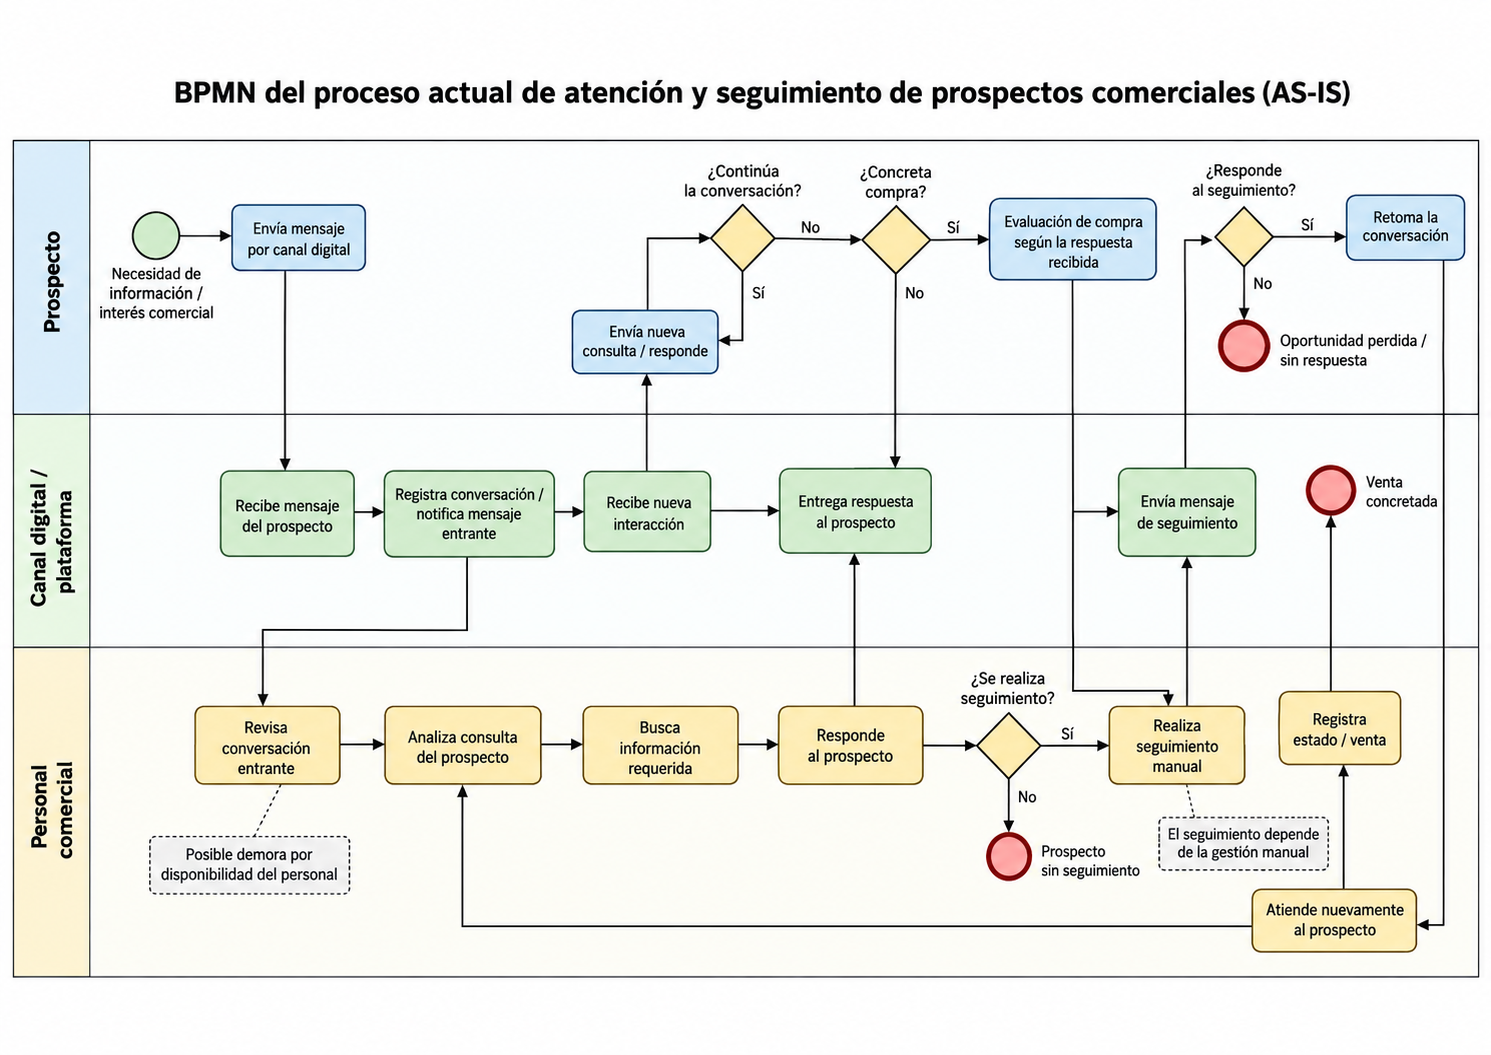 BPMN del proceso actual de atención y seguimiento de prospectos comerciales (AS-IS)
Prospecto
Necesidad de
información /
interés comercial
Envía mensaje
por canal digital
¿Continúa
la conversación?
No
Sí
Envía nueva
consulta / responde
¿Concreta
compra?
Sí
No
Evaluación de compra
según la respuesta
recibida
¿Responde
al seguimiento?
Sí
No
Retoma la
conversación
Oportunidad perdida /
sin respuesta
Canal digital /
plataforma
Recibe mensaje
del prospecto
Registra conversación /
notifica mensaje
entrante
Recibe nueva
interacción
Entrega respuesta
al prospecto
Envía mensaje
de seguimiento
Venta
concretada
Personal
comercial
Revisa
conversación
entrante
Analiza consulta
del prospecto
Busca
información
requerida
Responde
al prospecto
¿Se realiza
seguimiento?
Sí
No
Realiza
seguimiento
manual
Registra
estado / venta
Posible demora por
disponibilidad del personal
Prospecto
sin seguimiento
El seguimiento depende
de la gestión manual
Atiende nuevamente
al prospecto